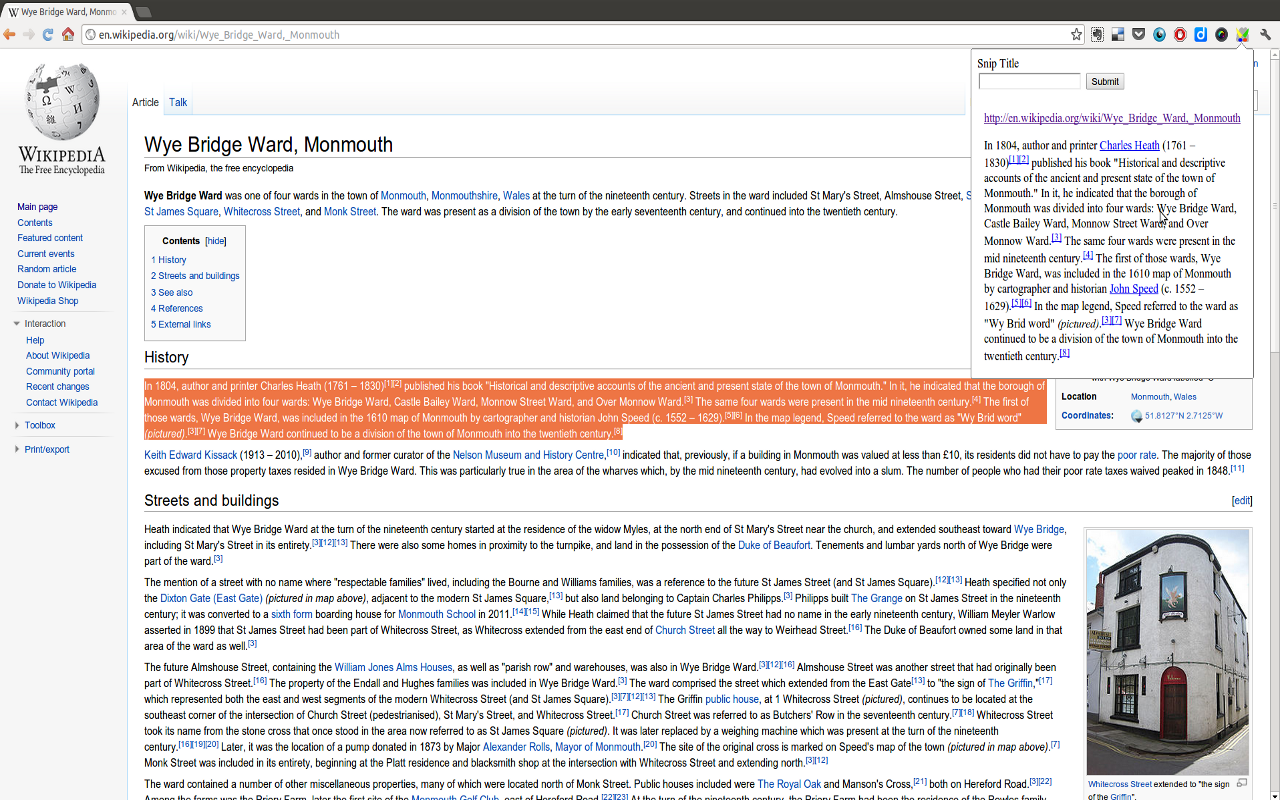 Wye Bridge Ward, Monmo
en.wikipedia.org/wiki/Wye_Bridge_Ward,_Monmouth
Snip Title
Submit
http://en.wikipedia.org/wiki/Wye_Bridge_Ward,_Monmouth
In 1804, author and printer Charles Heath (1761 –
1830)[1][2] published his book "Historical and descriptive
accounts of the ancient and present state of the town of
Monmouth." In it, he indicated that the borough of
Monmouth was divided into four wards: Wye Bridge Ward,
Castle Bailey Ward, Monnow Street Ward, and Over
Monnow Ward.[3] The same four wards were present in the
mid nineteenth century.[4] The first of those wards, Wye
Bridge Ward, was included in the 1610 map of Monmouth
by cartographer and historian John Speed (c. 1552 –
1629).[5][6] In the map legend, Speed referred to the ward as
"Wy Brid word" (pictured).[3][7] Wye Bridge Ward
continued to be a division of the town of Monmouth into the
twentieth century.[8]
WIKIPEDIA
The Free Encyclopedia
Main page
Contents
Featured content
Current events
Random article
Donate to Wikipedia
Wikipedia Shop
Interaction
Help
About Wikipedia
Community portal
Recent changes
Contact Wikipedia
Toolbox
Print/export
Article Talk
Wye Bridge Ward, Monmouth
From Wikipedia, the free encyclopedia
Wye Bridge Ward was one of four wards in the town of Monmouth, Monmouthshire, Wales at the turn of the nineteenth century. Streets in the ward included St Mary's Street, Almshouse Street, S
St James Square, Whitecross Street, and Monk Street. The ward was present as a division of the town by the early seventeenth century, and continued into the twentieth century.
Contents [hide]
1 History
2 Streets and buildings
3 See also
4 References
5 External links
History
In 1804, author and printer Charles Heath (1761 – 1830)[1][2] published his book "Historical and descriptive accounts of the ancient and present state of the town of Monmouth." In it, he indicated that the borough of
Monmouth was divided into four wards: Wye Bridge Ward, Castle Bailey Ward, Monnow Street Ward, and Over Monnow Ward.[3] The same four wards were present in the mid nineteenth century.[4] The first of
those wards, Wye Bridge Ward, was included in the 1610 map of Monmouth by cartographer and historian John Speed (c. 1552 – 1629).[5][6] In the map legend, Speed referred to the ward as "Wy Brid word"
(pictured).[3][7] Wye Bridge Ward continued to be a division of the town of Monmouth into the twentieth century.[8]
Location Monmouth, Wales
Coordinates: 51.8127°N 2.7125°W
Keith Edward Kissack (1913 – 2010),[9] author and former curator of the Nelson Museum and History Centre,[10] indicated that, previously, if a building in Monmouth was valued at less than £10, its residents did not have to pay the poor rate. The majority of those
excused from those property taxes resided in Wye Bridge Ward. This was particularly true in the area of the wharves which, by the mid nineteenth century, had evolved into a slum. The number of people who had their poor rate taxes waived peaked in 1848.[11]
Streets and buildings
[edit]
Heath indicated that Wye Bridge Ward at the turn of the nineteenth century started at the residence of the widow Myles, at the north end of St Mary's Street near the church, and extended southeast toward Wye Bridge,
including St Mary's Street in its entirety.[3][12][13] There were also some homes in proximity to the turnpike, and land in the possession of the Duke of Beaufort. Tenements and lumbar yards north of Wye Bridge were
part of the ward.[3]
The mention of a street with no name where "respectable families" lived, including the Bourne and Williams families, was a reference to the future St James Street (and St James Square).[12][13] Heath specified not only
the Dixton Gate (East Gate) (pictured in map above), adjacent to the modern St James Square,[13] but also land belonging to Captain Charles Philipps.[3] Philipps built The Grange on St James Street in the nineteenth
century; it was converted to a sixth form boarding house for Monmouth School in 2011.[14][15] While Heath claimed that the future St James Street had no name in the early nineteenth century, William Meyler Warlow
asserted in 1899 that St James Street had been part of Whitecross Street, as Whitecross extended from the east end of Church Street all the way to Weirhead Street.[16] The Duke of Beaufort owned some land in that
area of the ward as well.[3]
The future Almshouse Street, containing the William Jones Alms Houses, as well as "parish row" and warehouses, was also in Wye Bridge Ward.[3][12][16] Almshouse Street was another street that had originally been
part of Whitecross Street.[16] The property of the Endall and Hughes families was included in Wye Bridge Ward.[3] The ward comprised the street which extended from the East Gate[13] to "the sign of The Griffin,"[17]
which represented both the east and west segments of the modern Whitecross Street (and St James Square).[3][7][12][13] The Griffin public house, at 1 Whitecross Street (pictured), continues to be located at the
southeast corner of the intersection of Church Street (pedestrianised), St Mary's Street, and Whitecross Street.[17] Church Street was referred to as Butchers' Row in the seventeenth century.[7][18] Whitecross Street
took its name from the stone cross that once stood in the area now referred to as St James Square (pictured). It was later replaced by a weighing machine which was present at the turn of the nineteenth
century.[16][19][20] Later, it was the location of a pump donated in 1873 by Major Alexander Rolls, Mayor of Monmouth.[20] The site of the original cross is marked on Speed's map of the town (pictured in map above).[7]
Monk Street was included in its entirety, beginning at the Platt residence and blacksmith shop at the intersection with Whitecross Street and extending north.[3][12]
The ward contained a number of other miscellaneous properties, many of which were located north of Monk Street. Public houses included were The Royal Oak and Manson's Cross,[21] both on Hereford Road.[3][22]
Among the farms was the Priory Farm, later the first site of the Monmouth Golf Club, east of Hereford Road.[22][23] At the turn of the nineteenth century, the Priory Farm had been the residence of the Powles family
Whitecross Street extended to "the sign
of the Griffin".